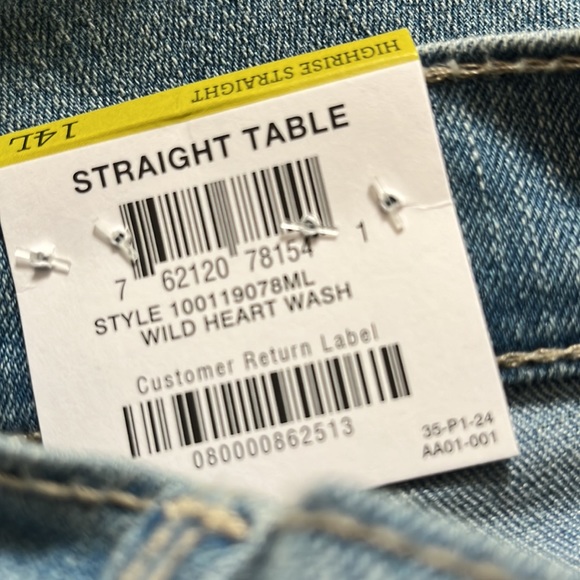 HIGHRISE STRAIGHT
14L
STRAIGHT TABLE
7 62120 78154 1
STYLE 100119078ML
WILD HEART WASH
Customer Return Label
080000862513
35-P1-24
AA01-001